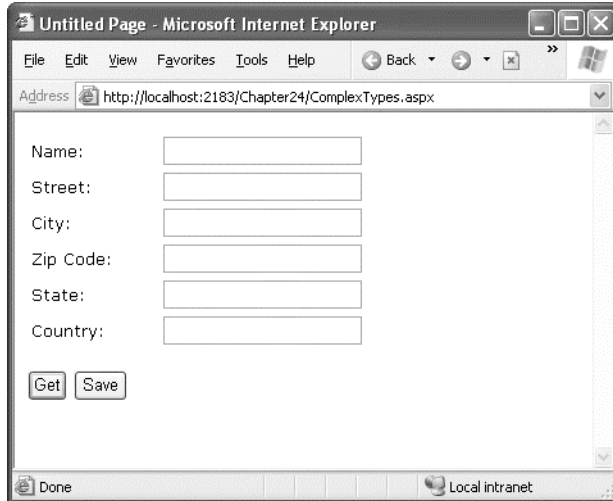 Untitled Page - Microsoft Internet Explorer
File Edit View Favorites Tools Help Back »
Address http://localhost:2183/Chapter24/ComplexTypes.aspx
Name:
Street:
City:
Zip Code:
State:
Country:
Get Save
Done Local intranet